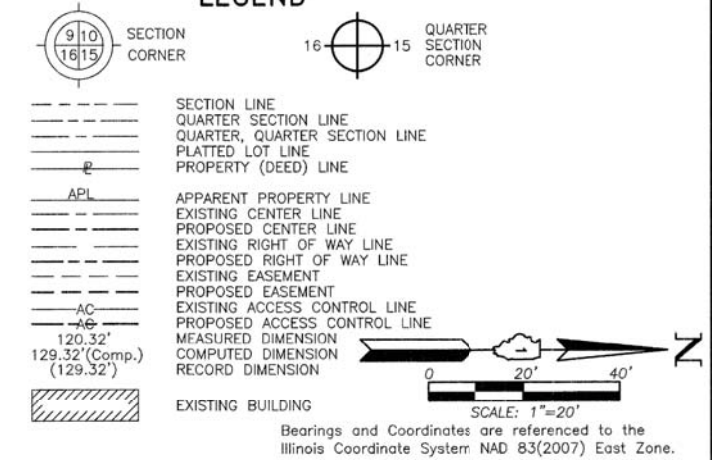 LEGEND
9 10
16 15
SECTION
CORNER
16 15
QUARTER
SECTION
CORNER
SECTION LINE
QUARTER SECTION LINE
QUARTER, QUARTER SECTION LINE
PLATTED LOT LINE
PROPERTY (DEED) LINE
APL APPARENT PROPERTY LINE
EXISTING CENTER LINE
PROPOSED CENTER LINE
EXISTING RIGHT OF WAY LINE
PROPOSED RIGHT OF WAY LINE
EXISTING EASEMENT
PROPOSED EASEMENT
AC EXISTING ACCESS CONTROL LINE
AC PROPOSED ACCESS CONTROL LINE
120.32' MEASURED DIMENSION
129.32'(Comp.) COMPUTED DIMENSION
(129.32') RECORD DIMENSION
N
0 20' 40'
SCALE: 1"=20'
EXISTING BUILDING
Bearings and Coordinates are referenced to the
Illinois Coordinate System NAD 83(2007) East Zone.